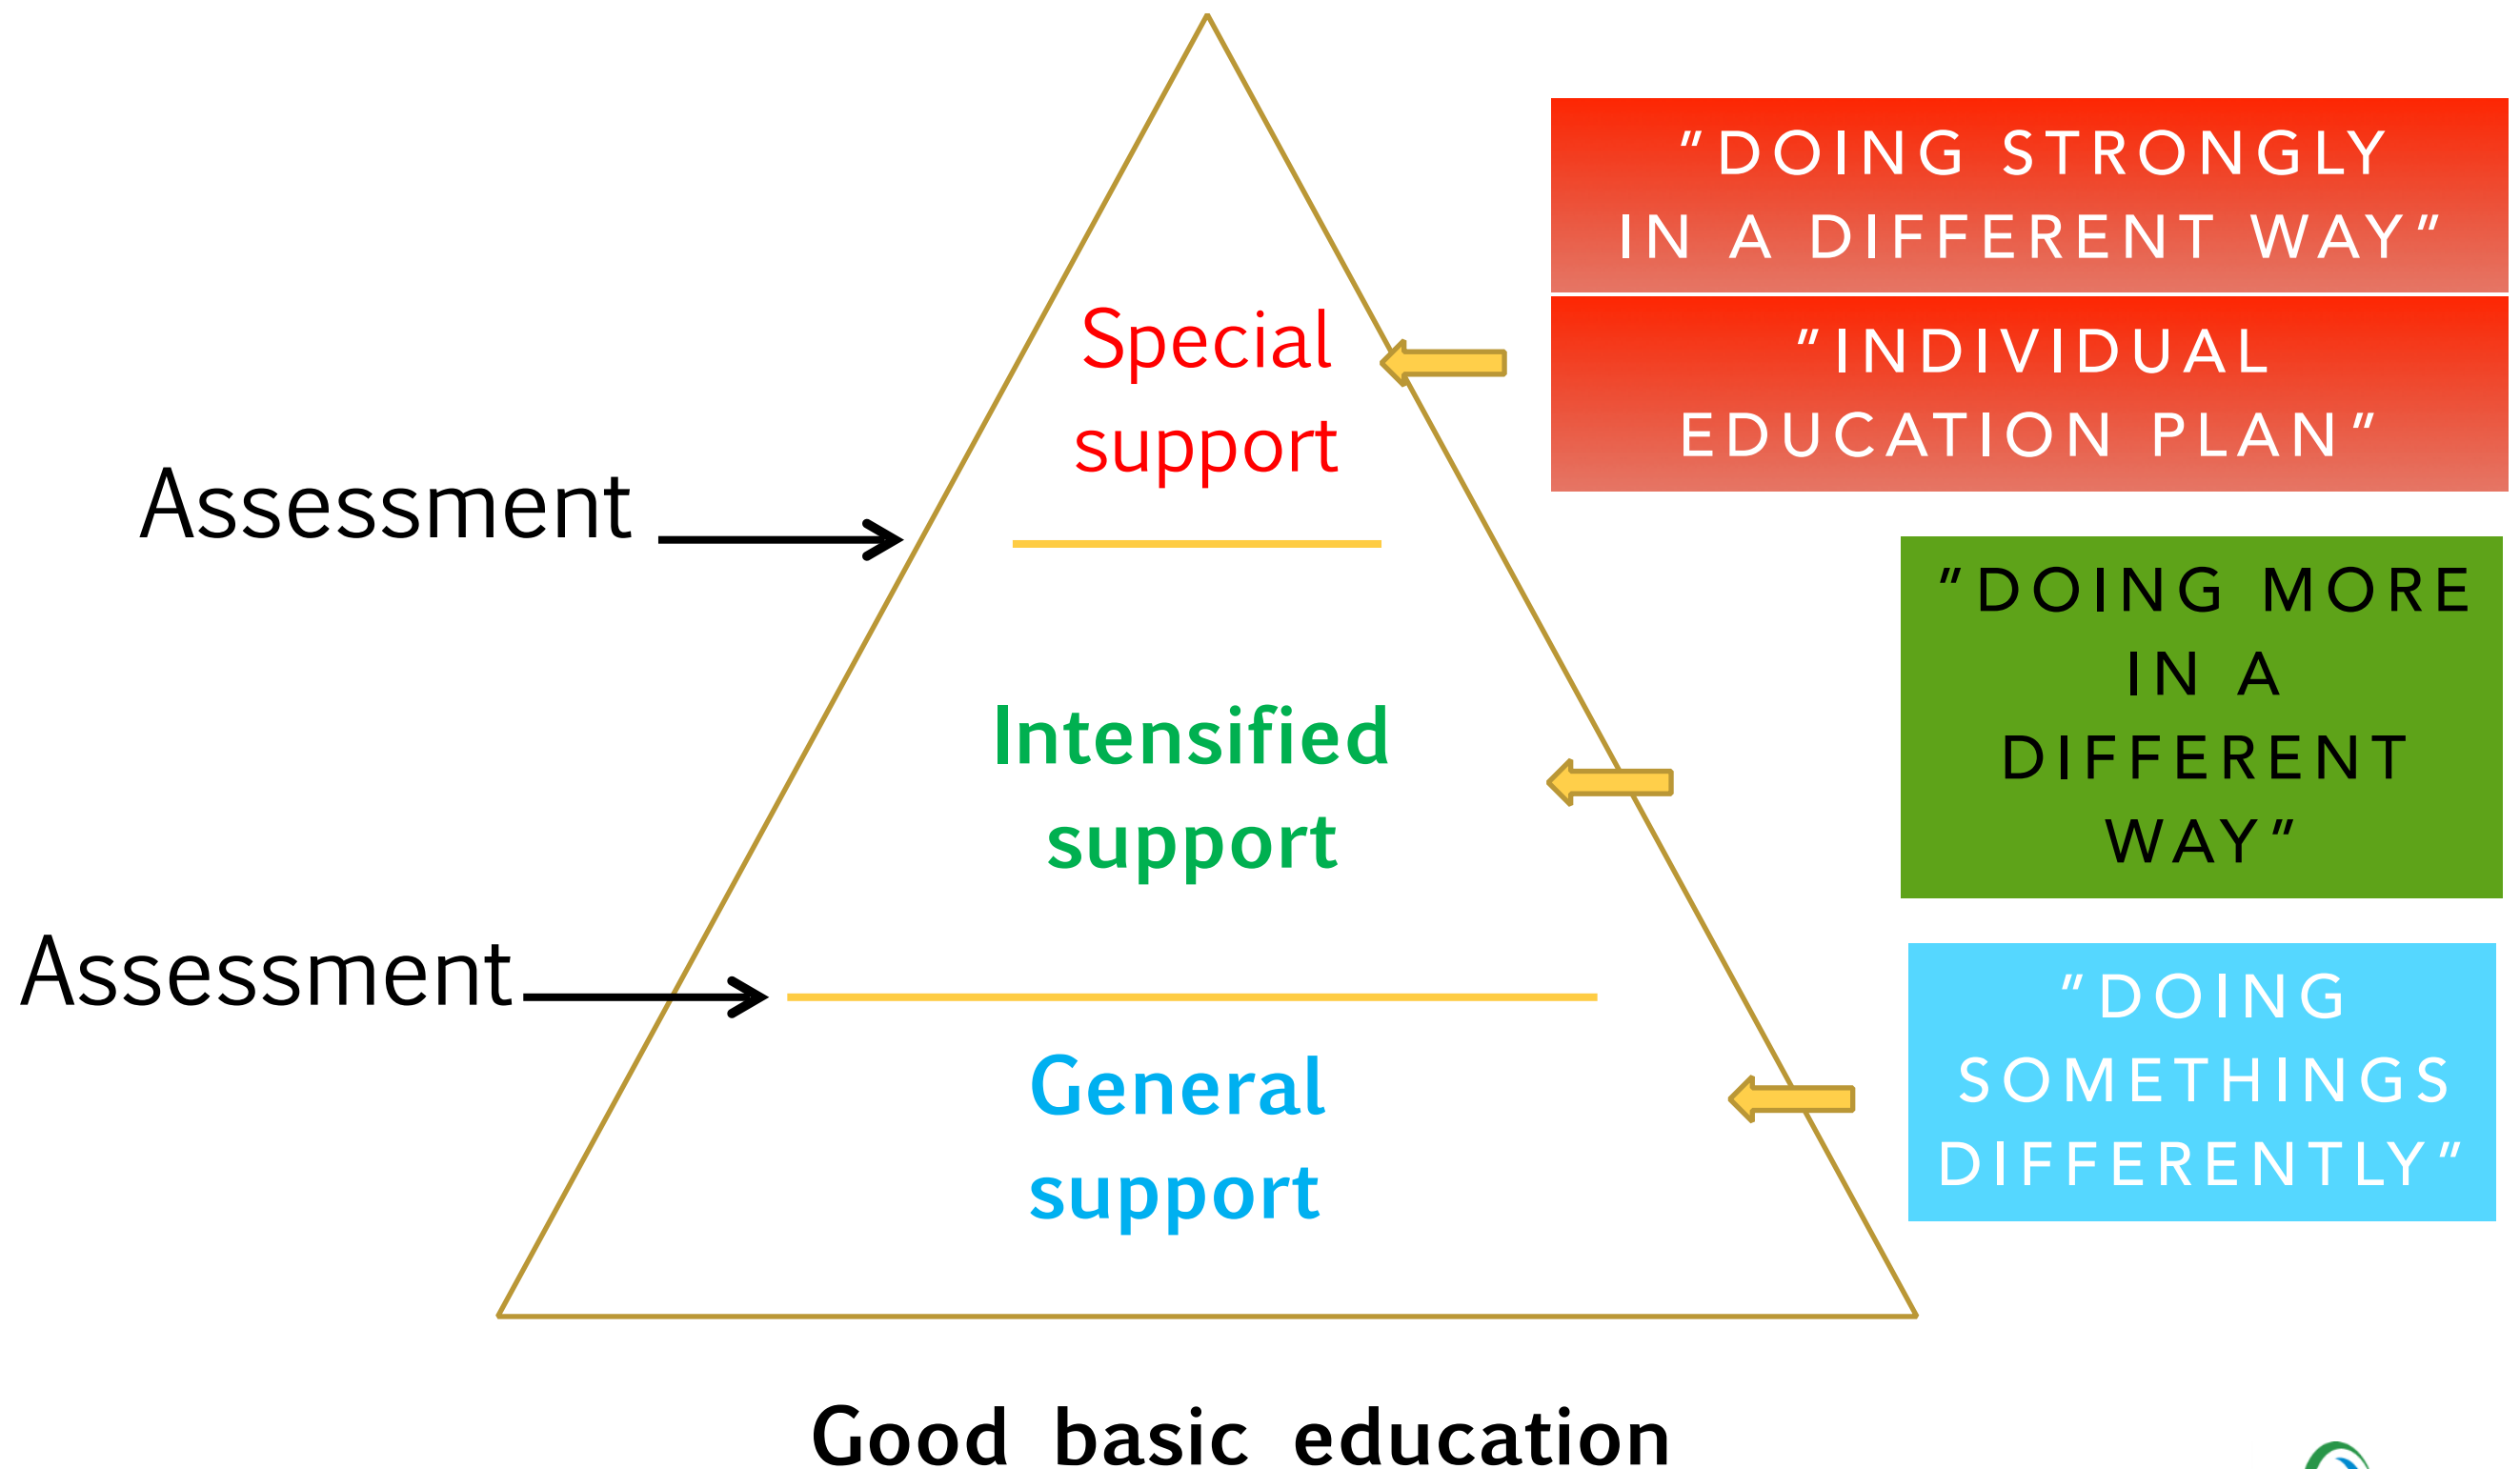 “DOING STRONGLY
IN A DIFFERENT WAY”
“INDIVIDUAL
EDUCATION PLAN”
Special
support
Assessment
“DOING MORE
IN A
DIFFERENT
WAY”
Intensified
support
Assessment
“DOING
SOMETHINGS
DIFFERENTLY”
General
support
Good basic education